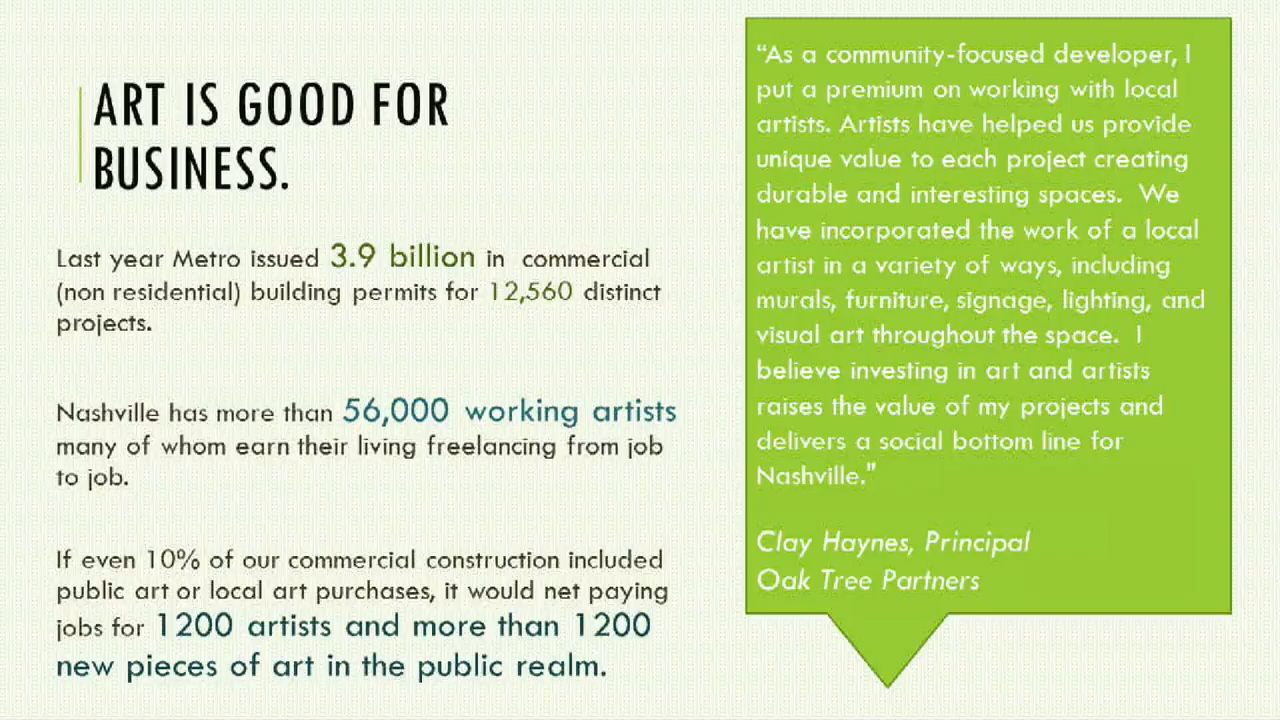 ART IS GOOD FOR
BUSINESS.
Last year Metro issued 3.9 billion in commercial
(non residential) building permits for 12,560 distinct
projects.
Nashville has more than 56,000 working artists
many of whom earn their living freelancing from job
to job.
If even 10% of our commercial construction included
public art or local art purchases, it would net paying
jobs for 1200 artists and more than 1200
new pieces of art in the public realm.
“As a community-focused developer, I
put a premium on working with local
artists. Artists have helped us provide
unique value to each project creating
durable and interesting spaces. We
have incorporated the work of a local
artist in a variety of ways, including
murals, furniture, signage, lighting, and
visual art throughout the space. I
believe investing in art and artists
raises the value of my projects and
delivers a social bottom line for
Nashville.”
Clay Haynes, Principal
Oak Tree Partners